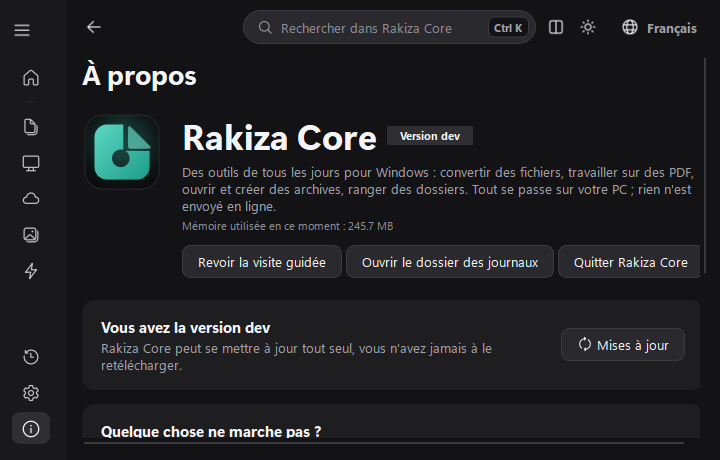 Rechercher dans Rakiza Core
Ctrl K
Français
À propos
Rakiza Core
Version dev
Des outils de tous les jours pour Windows : convertir des fichiers, travailler sur des PDF,
ouvrir et créer des archives, ranger des dossiers. Tout se passe sur votre PC ; rien n'est
envoyé en ligne.
Mémoire utilisée en ce moment : 245.7 MB
Revoir la visite guidée
Ouvrir le dossier des journaux
Quitter Rakiza Core
Vous avez la version dev
Rakiza Core peut se mettre à jour tout seul, vous n'avez jamais à le
retélécharger.
Mises à jour
Quelque chose ne marche pas ?